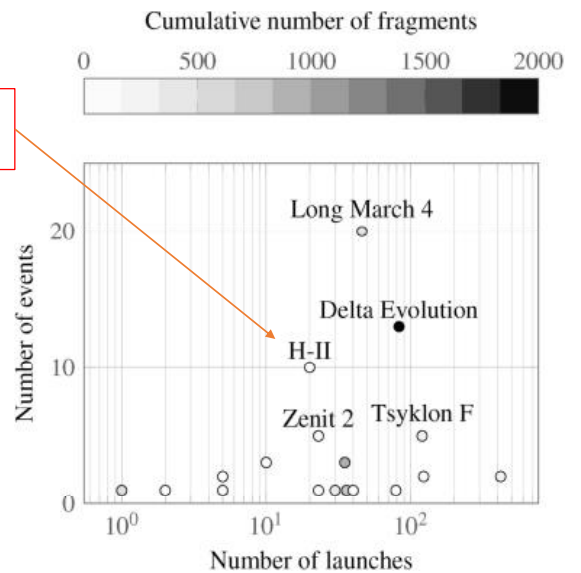 Cumulative number of fragments
0 500 1000 1500 2000
Long March 4
20
Delta Evolution
H-II
10
Zenit 2 Tsyklon F
0
10⁰ 10¹ 10²
Number of events
Number of launches